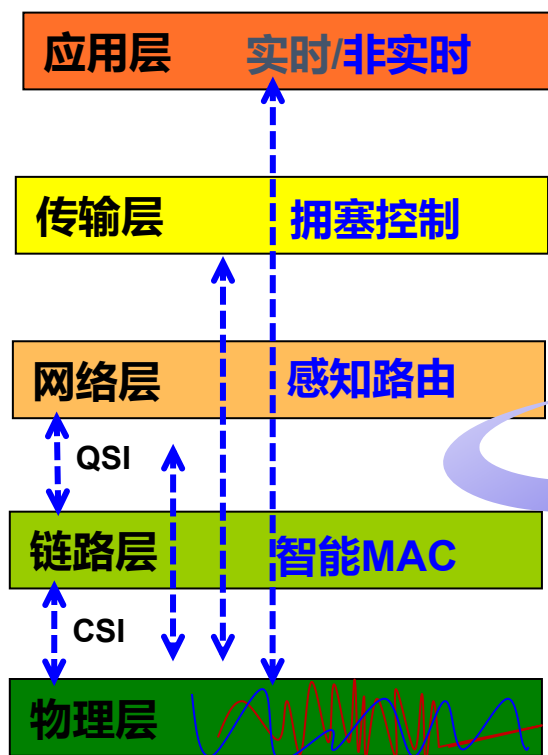 应用层 实时/非实时
传输层 拥塞控制
网络层 感知路由
QSI
链路层 智能MAC
CSI
物理层